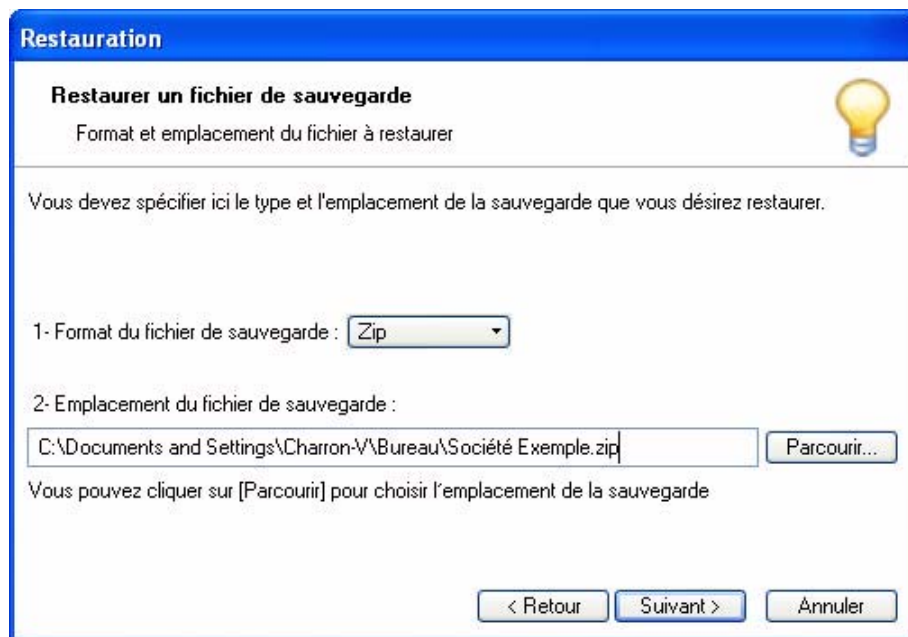 Restauration
Restaurer un fichier de sauvegarde
Format et emplacement du fichier à restaurer
Vous devez spécifier ici le type et l'emplacement de la sauvegarde que vous désirez restaurer.
1- Format du fichier de sauvegarde : Zip
2- Emplacement du fichier de sauvegarde :
C:\Documents and Settings\Charron-V\Bureau\Société Exemple.zip Parcourir...
Vous pouvez cliquer sur [Parcourir] pour choisir l'emplacement de la sauvegarde
< Retour Suivant > Annuler